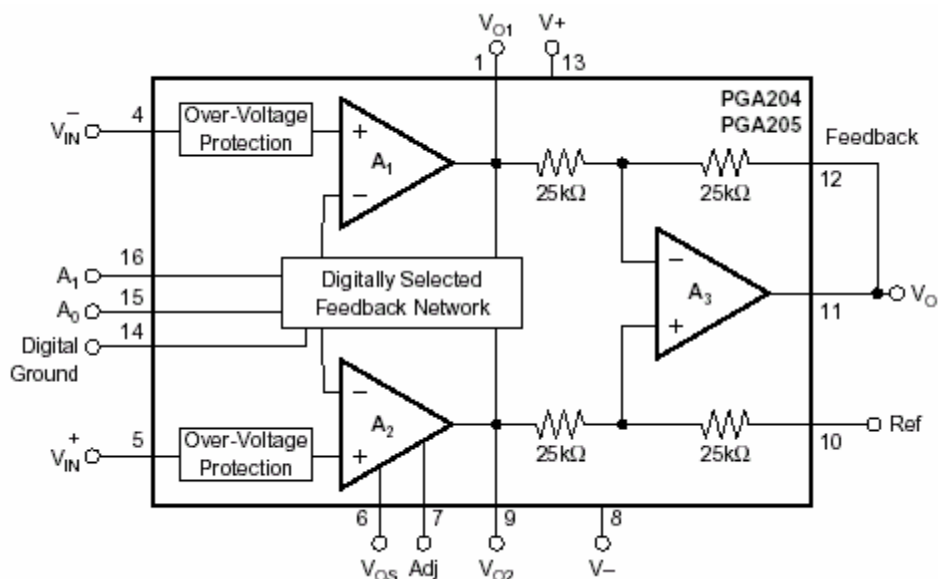 VO1
V+
1
13
PGA204
PGA205
4
Over-Voltage
Protection
VIN–
+
A1
–
25kΩ
25kΩ
Feedback
12
16
A1
15
A0
14
Digital
Ground
Digitally Selected
Feedback Network
–
A3
+
11
VO
–
A2
+
5
VIN+
Over-Voltage
Protection
25kΩ
25kΩ
10
Ref
6
7
9
8
VOS
Adj
VO2
V–